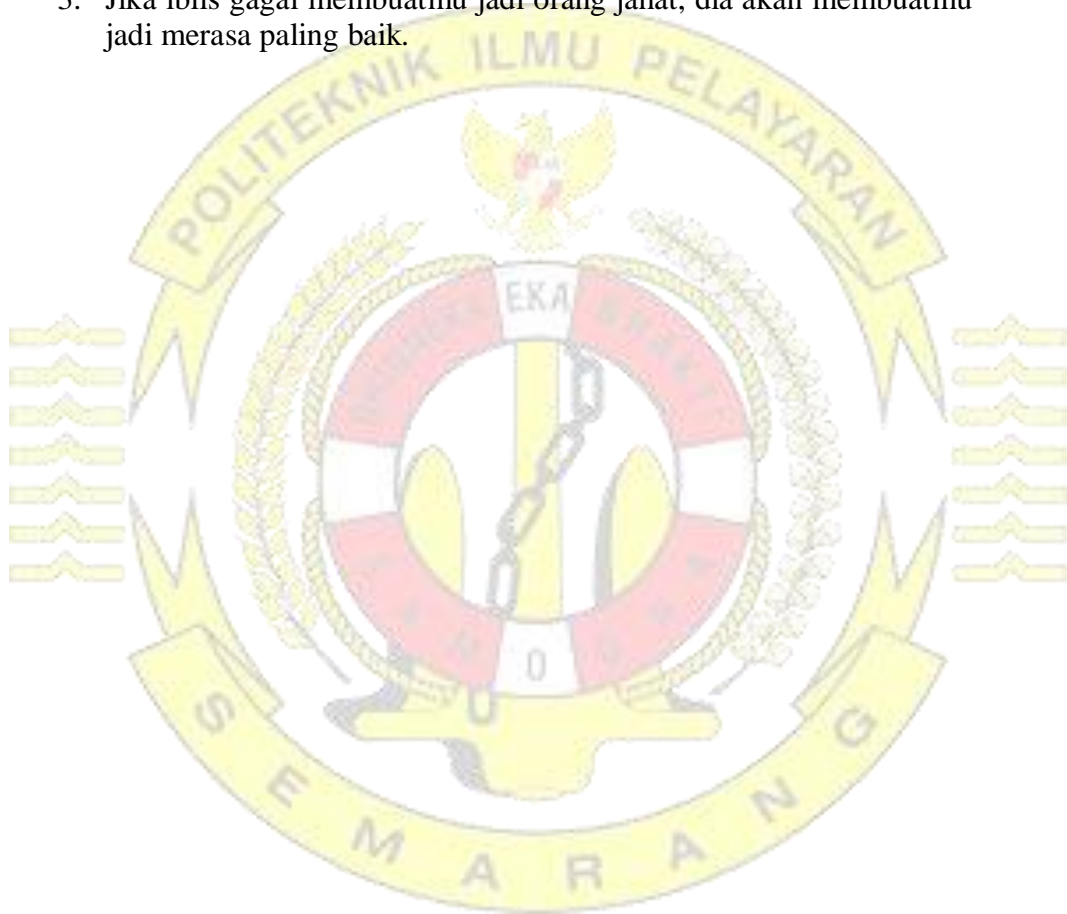 3. Jika iblis gagal membuatmu jadi orang jahat, dia akan membuatmu
jadi merasa paling baik.
POLITEKNIK ILMU PELAYARAN
EKA
SEMARANG